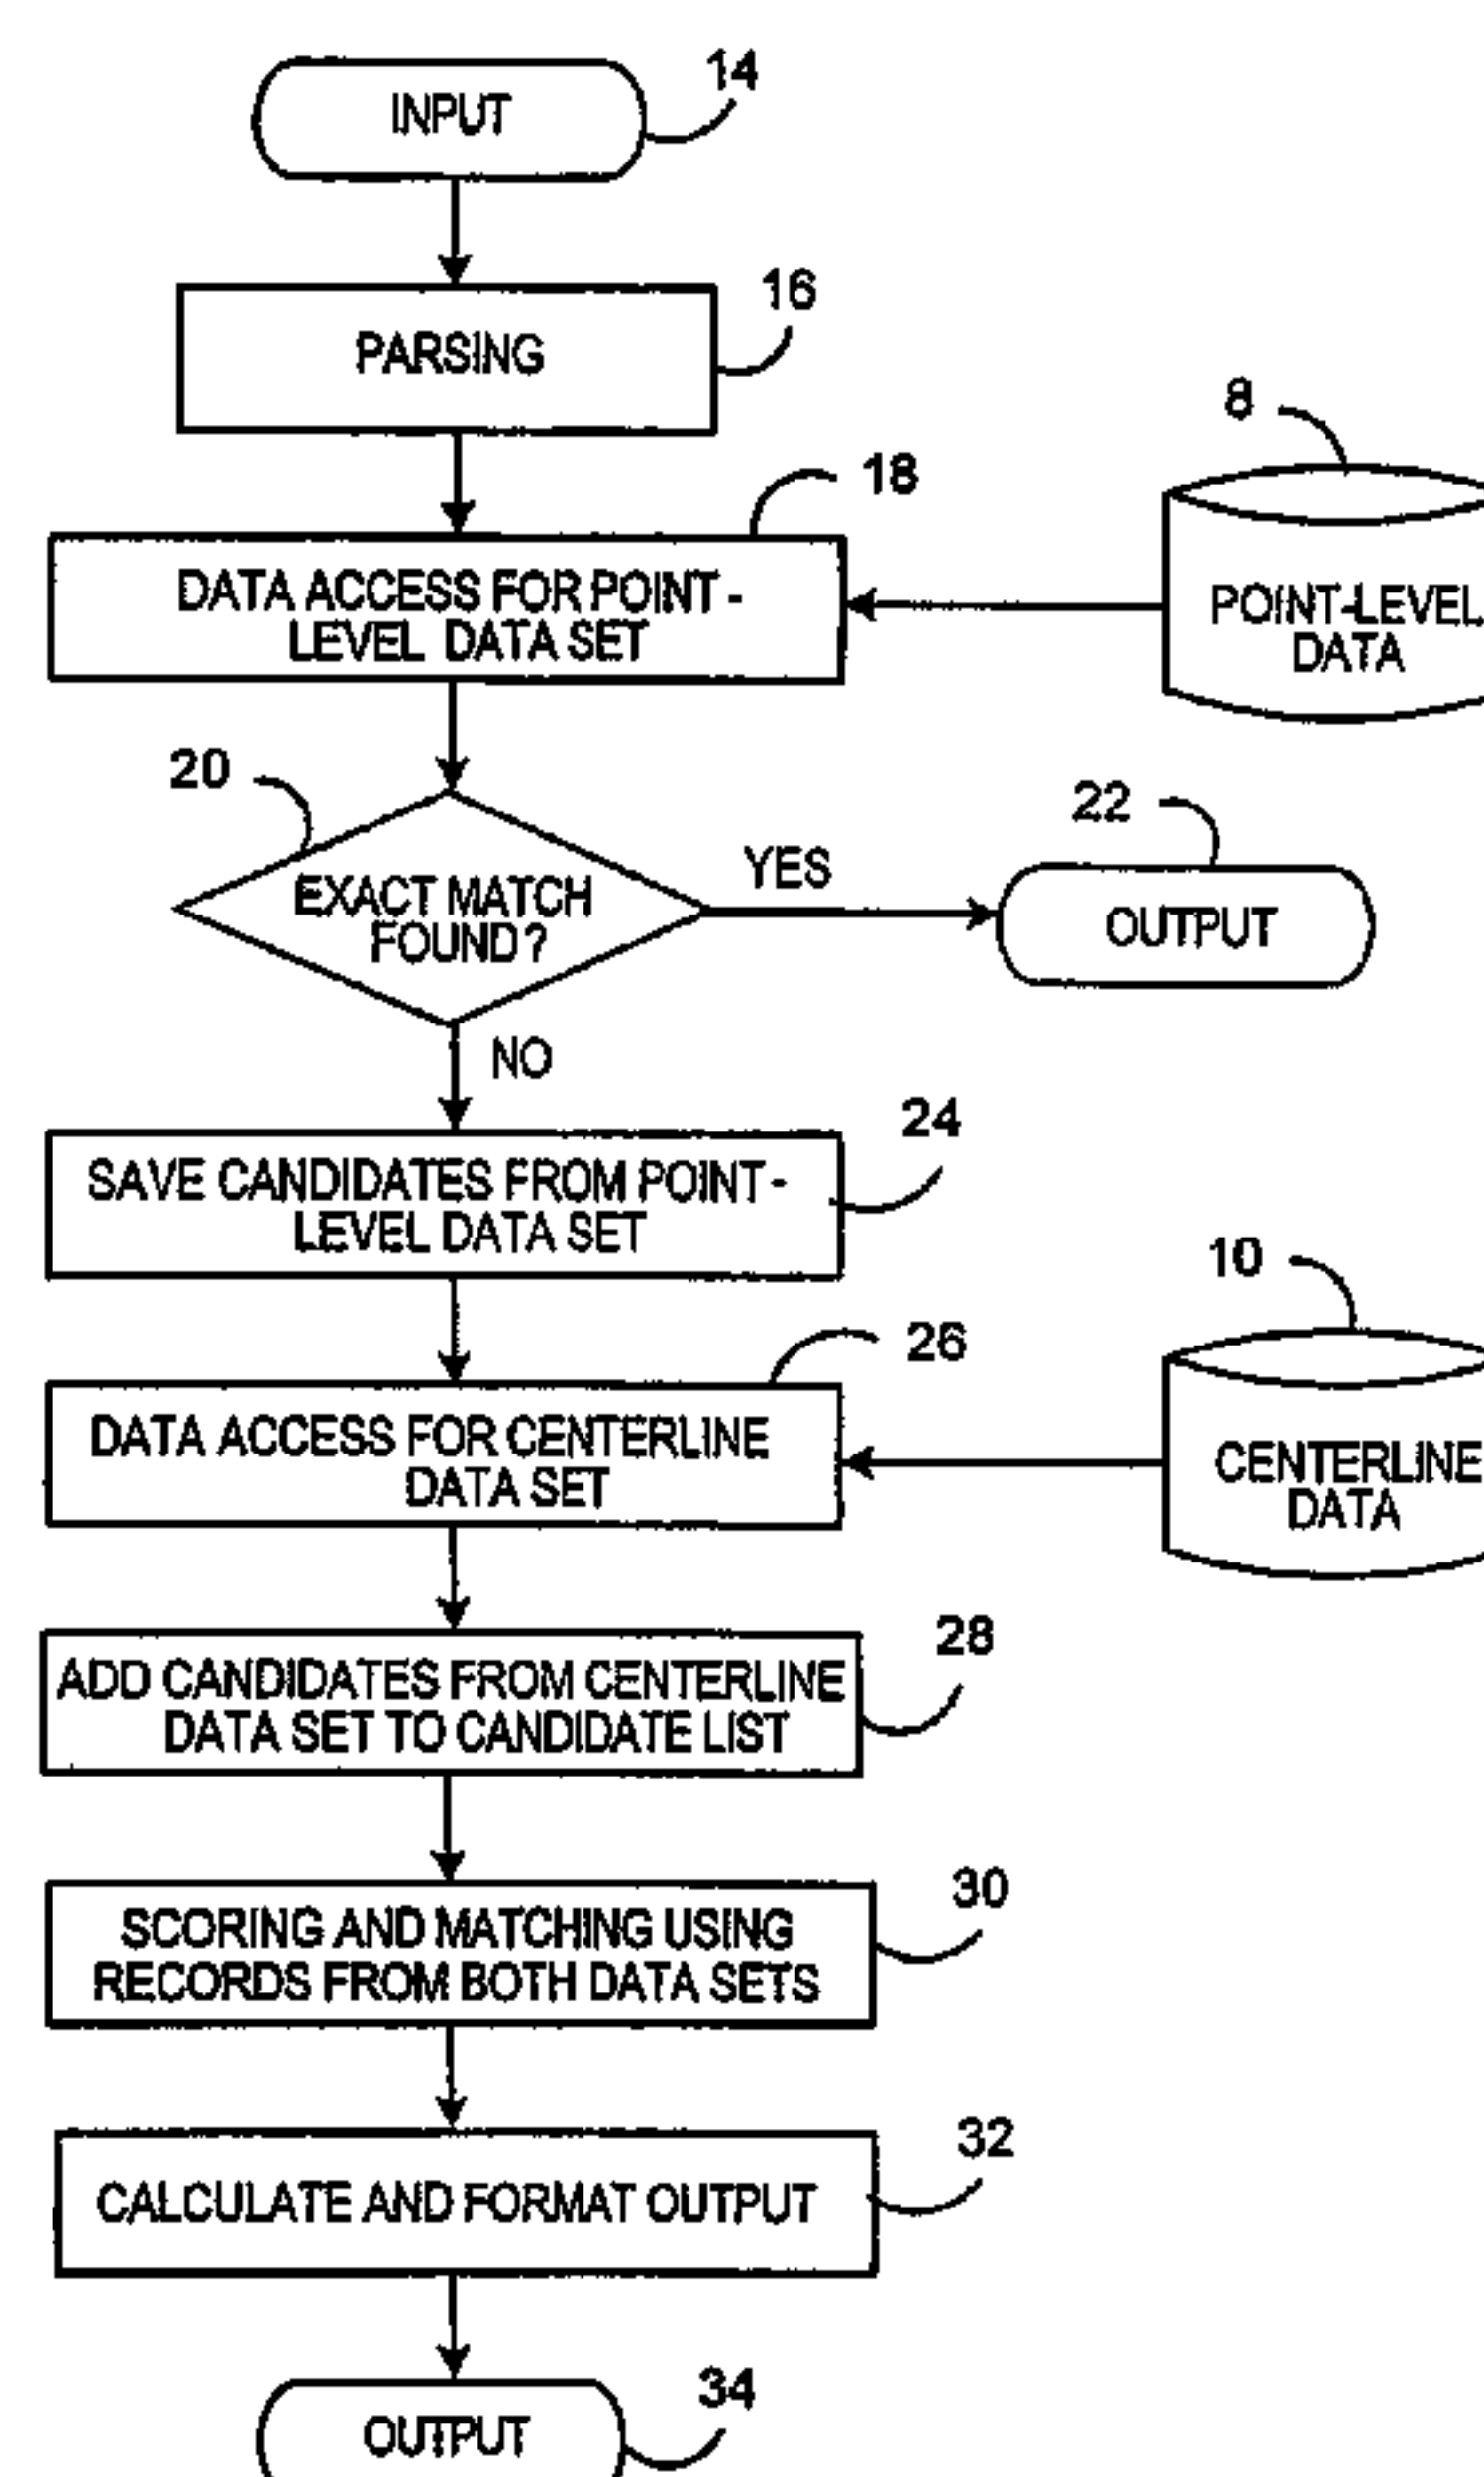 14
INPUT
16
PARSING
8
18
DATA ACCESS FOR POINT -
LEVEL DATA SET
POINT-LEVEL
DATA
20
22
YES
EXACT MATCH
FOUND?
OUTPUT
NO
24
SAVE CANDIDATES FROM POINT -
LEVEL DATA SET
10
26
DATA ACCESS FOR CENTERLINE
DATA SET
CENTERLINE
DATA
28
ADD CANDIDATES FROM CENTERLINE
DATA SET TO CANDIDATE LIST
30
SCORING AND MATCHING USING
RECORDS FROM BOTH DATA SETS
32
CALCULATE AND FORMAT OUTPUT
34
OUTPUT